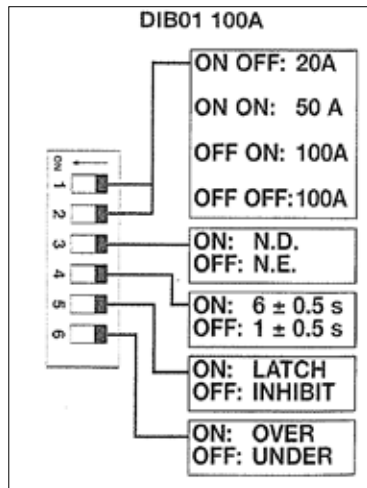 DIB01 100A
ON OFF: 20A
ON ON: 50 A
OFF ON: 100A
OFF OFF:100A
ON
1
2
3
4
5
6
ON: N.D.
OFF: N.E.
ON: 6 ± 0.5 s
OFF: 1 ± 0.5 s
ON: LATCH
OFF: INHIBIT
ON: OVER
OFF: UNDER